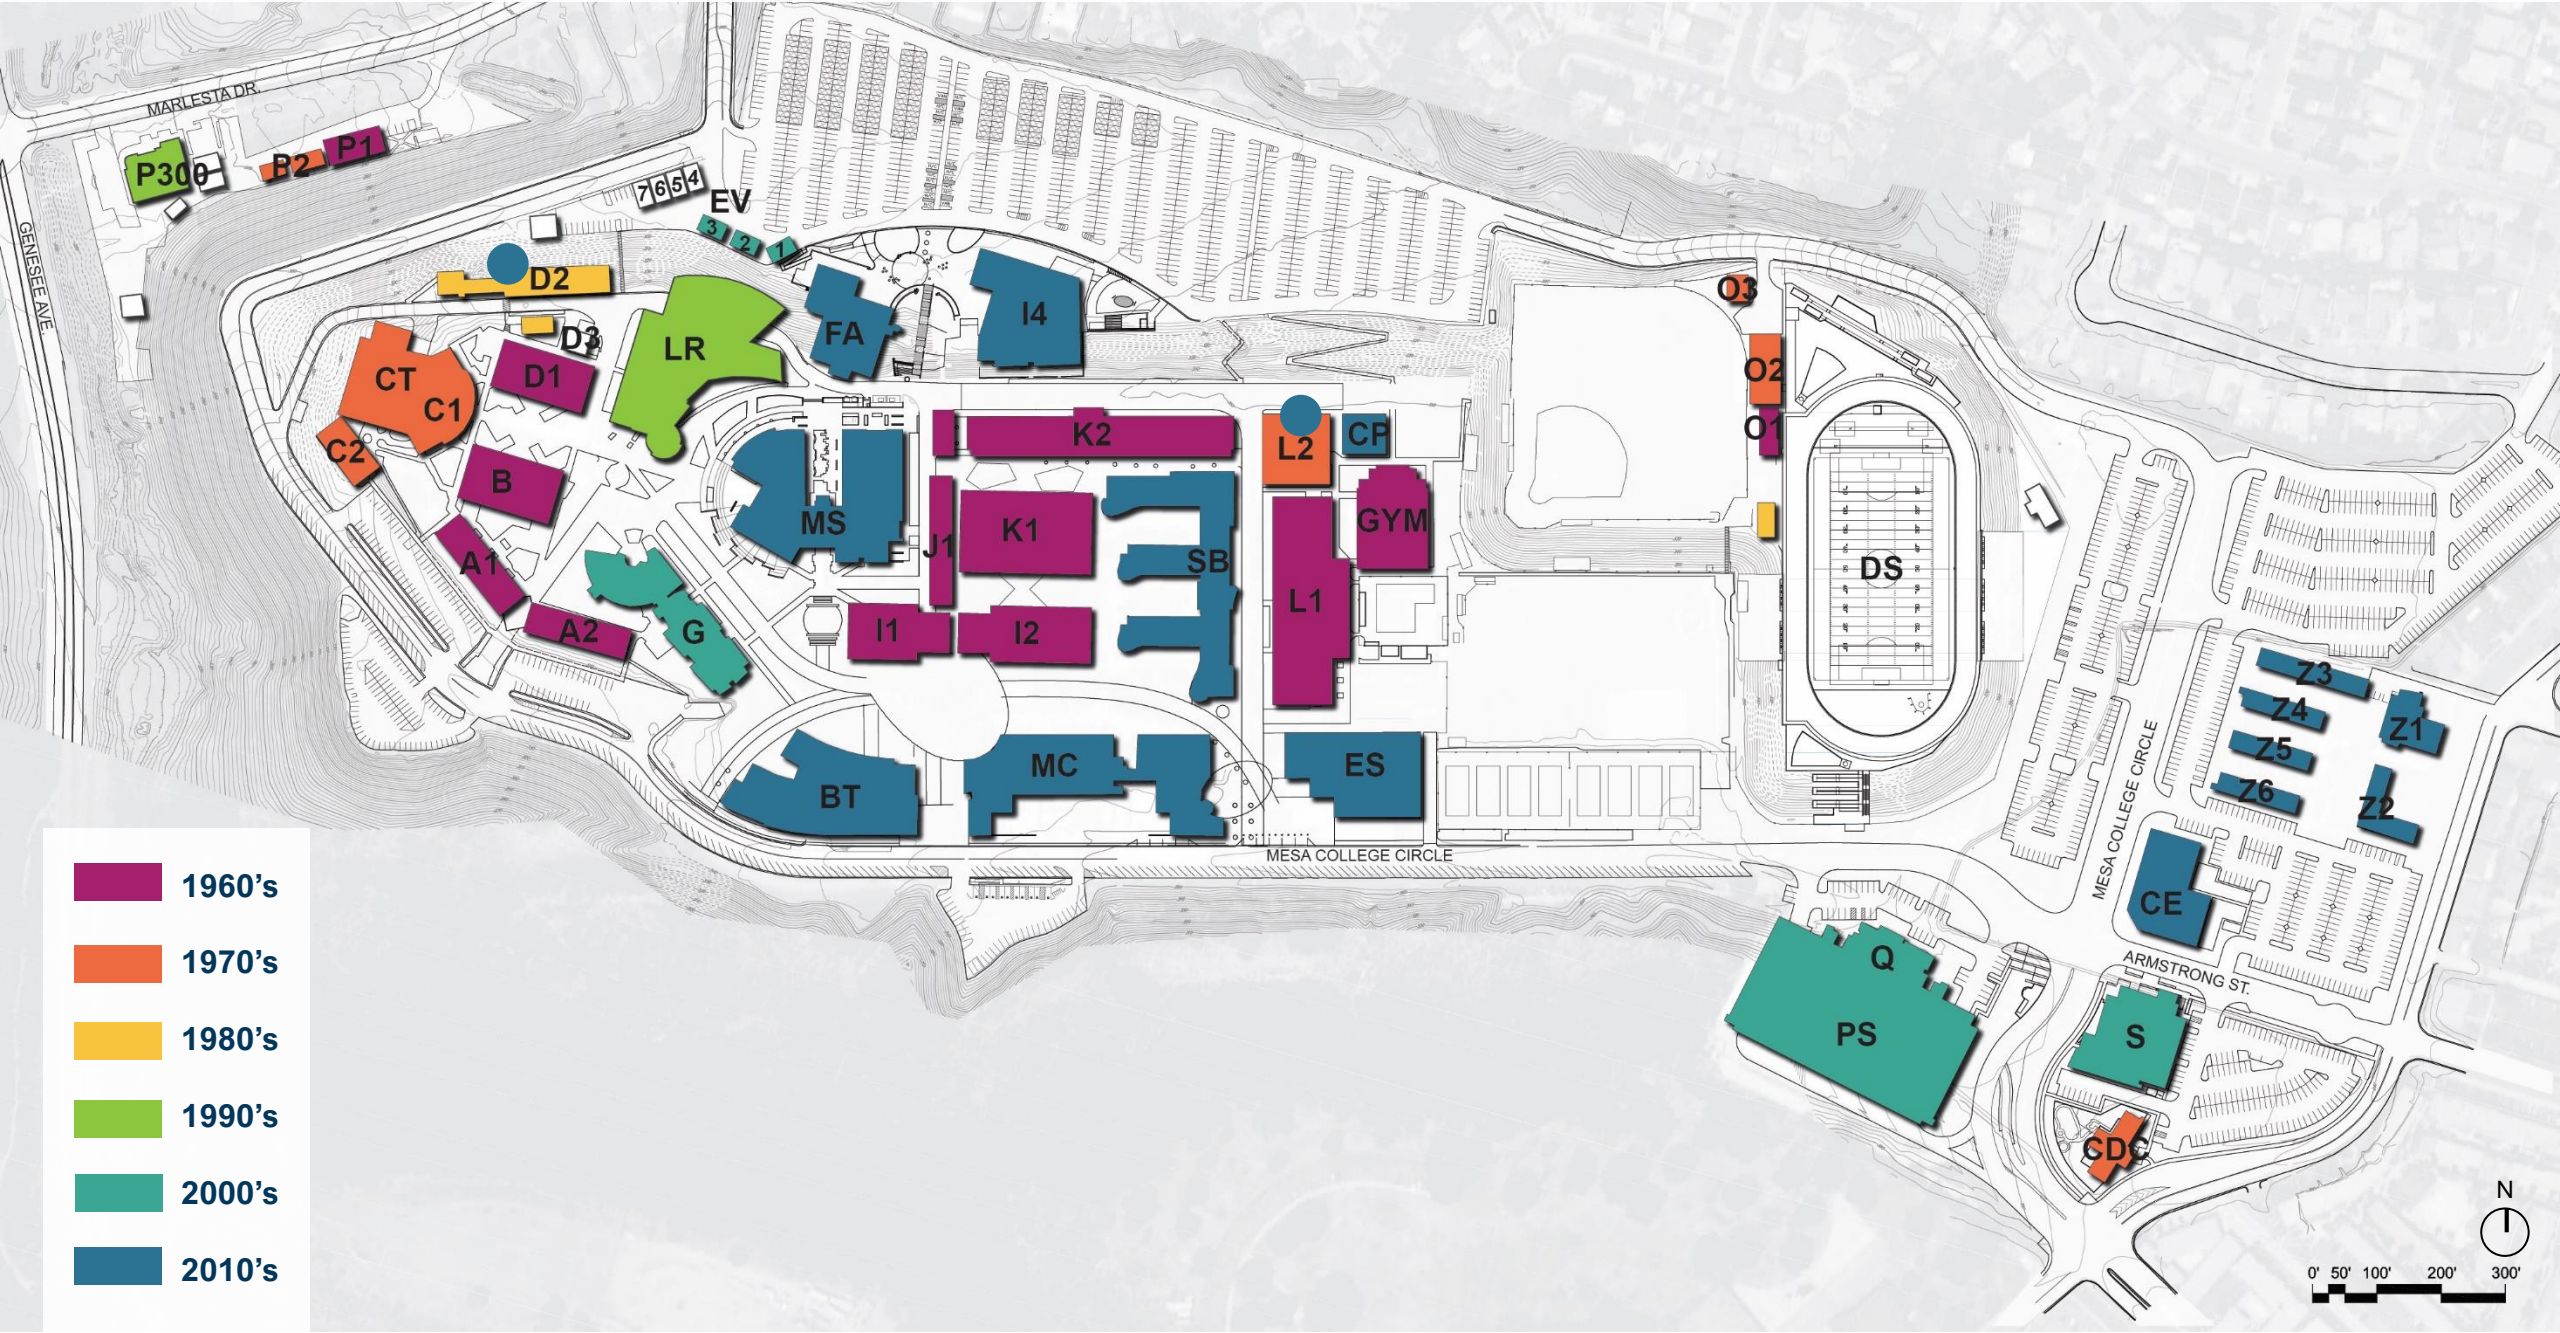 MARLESTA DR.
P300
P2
P1
GENESEE AVE.
7
6
5
4
EV
3
2
1
D2
D3
D1
LR
FA
I4
CT
C1
C2
B
A1
A2
G
MS
K2
J1
K1
I1
I2
SB
L2
CP
GYM
L1
O3
O2
O1
DS
BT
MC
ES
MESA COLLEGE CIRCLE
MESA COLLEGE CIRCLE
Z3
Z4
Z5
Z6
Z1
Z2
CE
ARMSTRONG ST.
Q
PS
S
CDC
1960’s
1970’s
1980’s
1990’s
2000’s
2010’s
N
0' 50' 100' 200' 300'